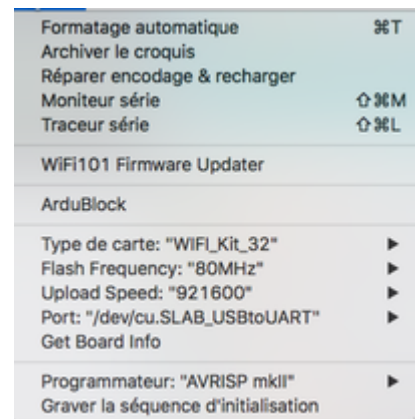 Formatage automatique ⌘T
Archiver le croquis
Réparer encodage & recharger
Moniteur série ⇧⌘M
Traceur série ⇧⌘L
WiFi101 Firmware Updater
ArduBlock
Type de carte: "WIFI_Kit_32"
Flash Frequency: "80MHz"
Upload Speed: "921600"
Port: "/dev/cu.SLAB_USBtoUART"
Get Board Info
Programmateur: "AVRISP mkII"
Graver la séquence d'initialisation